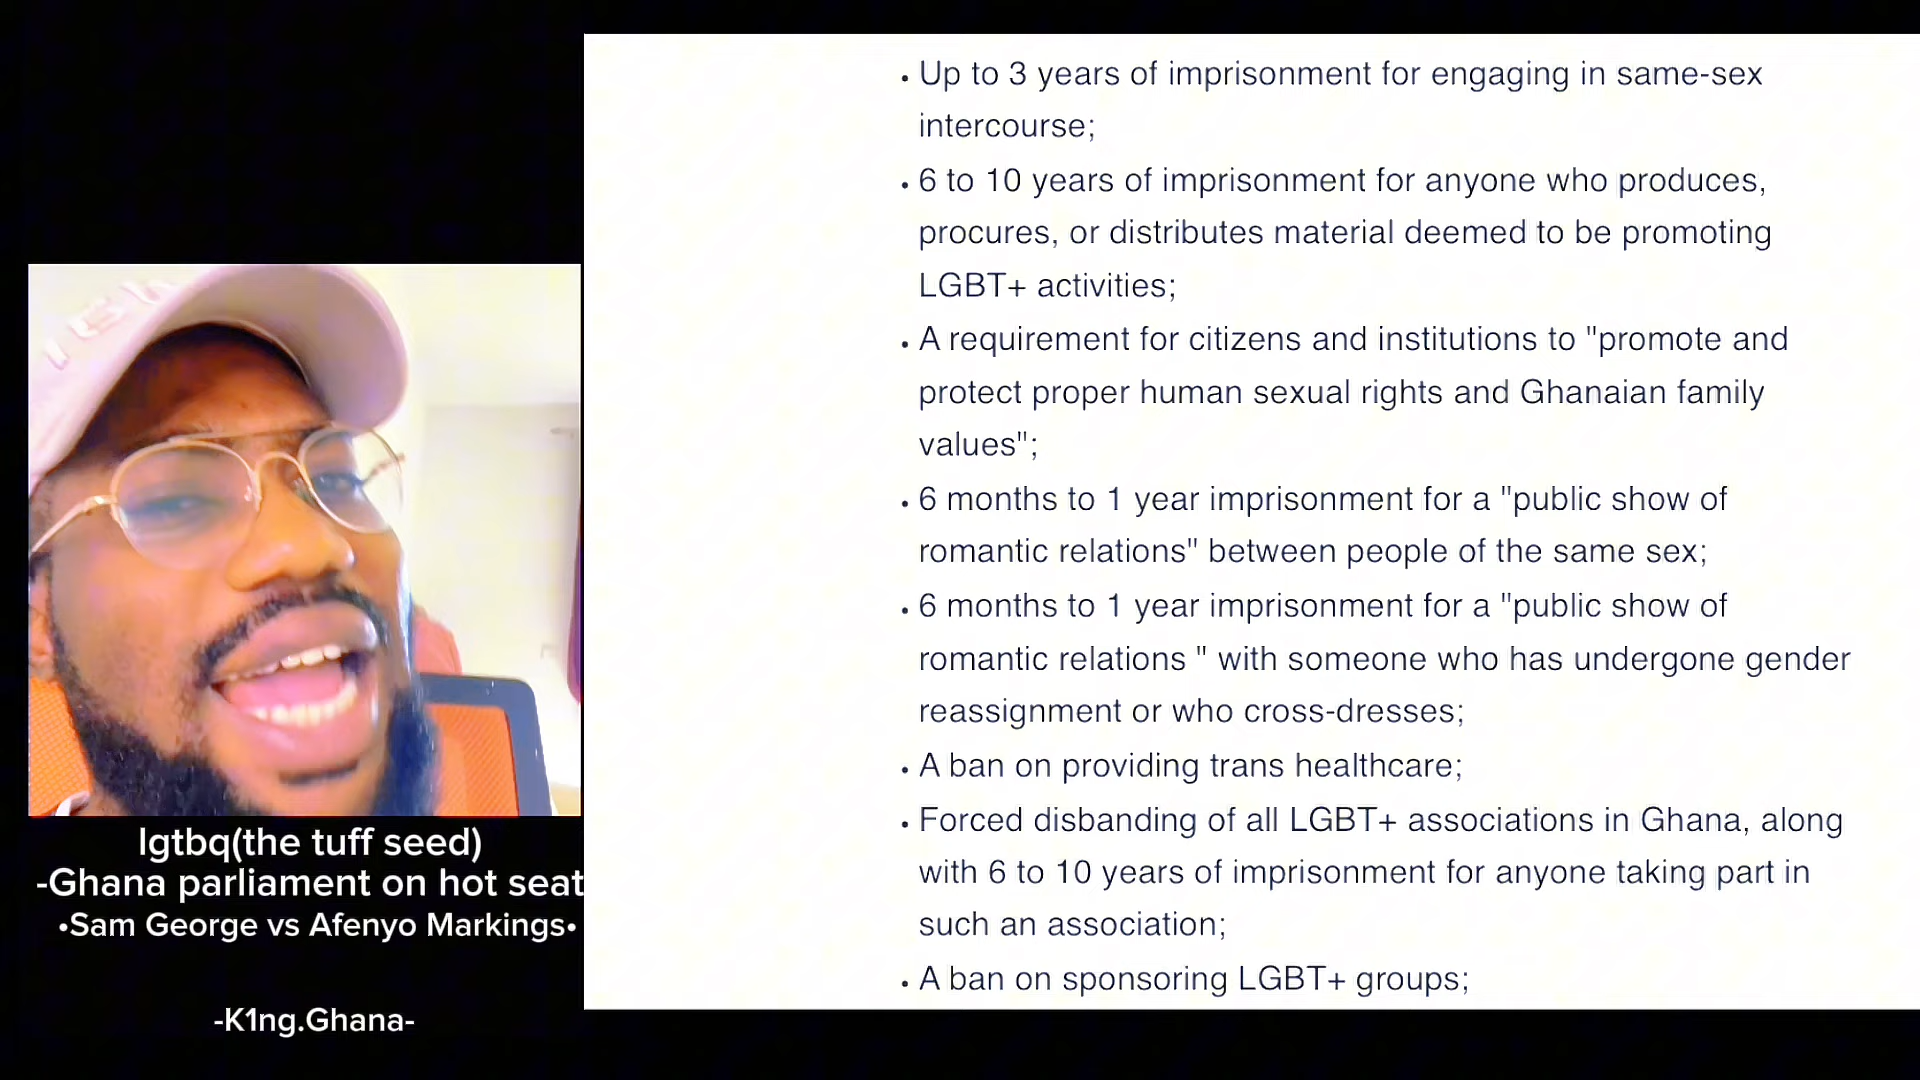 • Up to 3 years of imprisonment for engaging in same-sex
intercourse;
• 6 to 10 years of imprisonment for anyone who produces,
procures, or distributes material deemed to be promoting
LGBT+ activities;
• A requirement for citizens and institutions to "promote and
protect proper human sexual rights and Ghanaian family
values";
• 6 months to 1 year imprisonment for a "public show of
romantic relations" between people of the same sex;
• 6 months to 1 year imprisonment for a "public show of
romantic relations " with someone who has undergone gender
reassignment or who cross-dresses;
• A ban on providing trans healthcare;
• Forced disbanding of all LGBT+ associations in Ghana, along
with 6 to 10 years of imprisonment for anyone taking part in
such an association;
• A ban on sponsoring LGBT+ groups;
lgtbq(the tuff seed)
-Ghana parliament on hot seat
•Sam George vs Afenyo Markings•
-K1ng.Ghana-